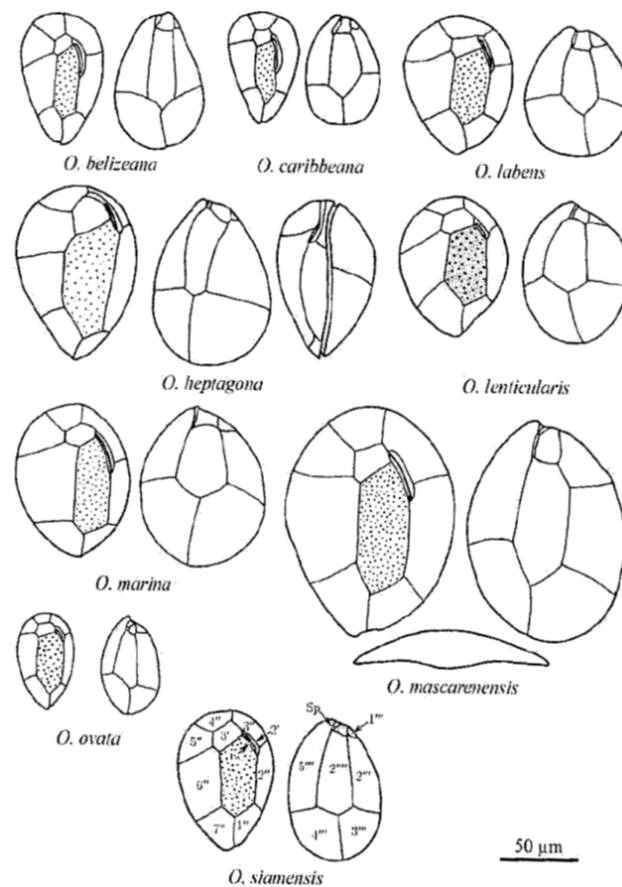 O. belizeana
O. caribbeana
O. labens
O. heptagona
O. lenticularis
O. marina
O. mascarenensis
O. ovata
Sp
1'''
4''
3''
2'
5''
3'
2''
6''
7''
1''
5'''
2''''
2'''
4'''
3'''
50 µm
O. siamensis